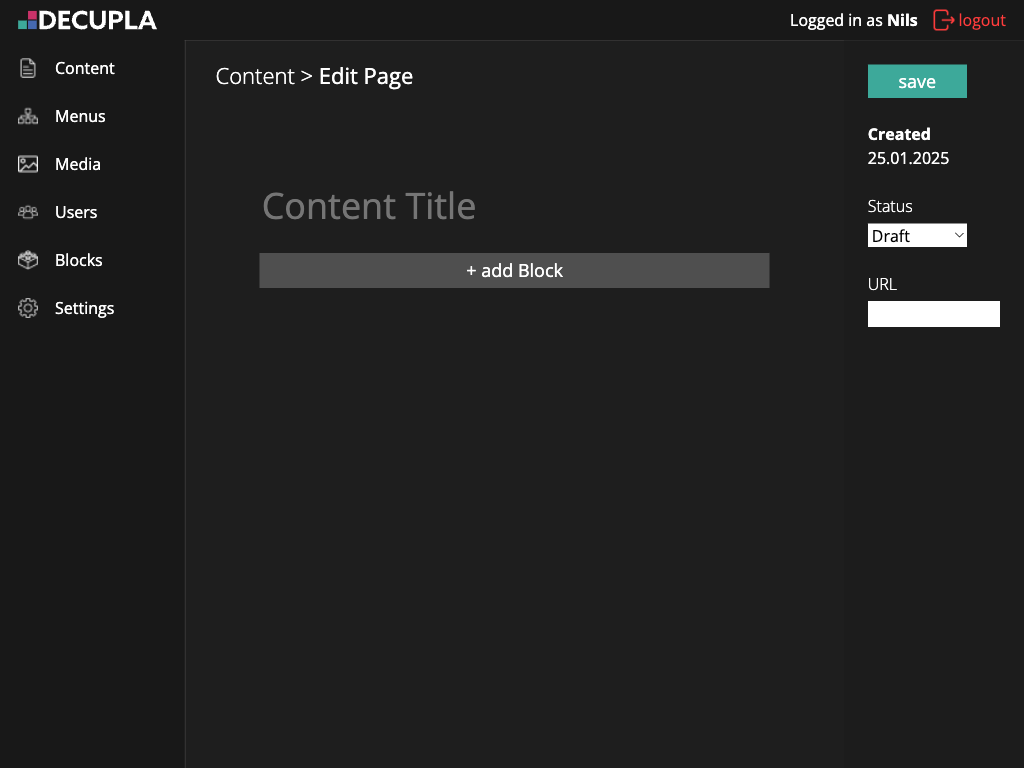 DECUPLA
Logged in as Nils
logout
Content
Menus
Media
Users
Blocks
Settings
Content > Edit Page
Content Title
+ add Block
save
Created
25.01.2025
Status
Draft
URL